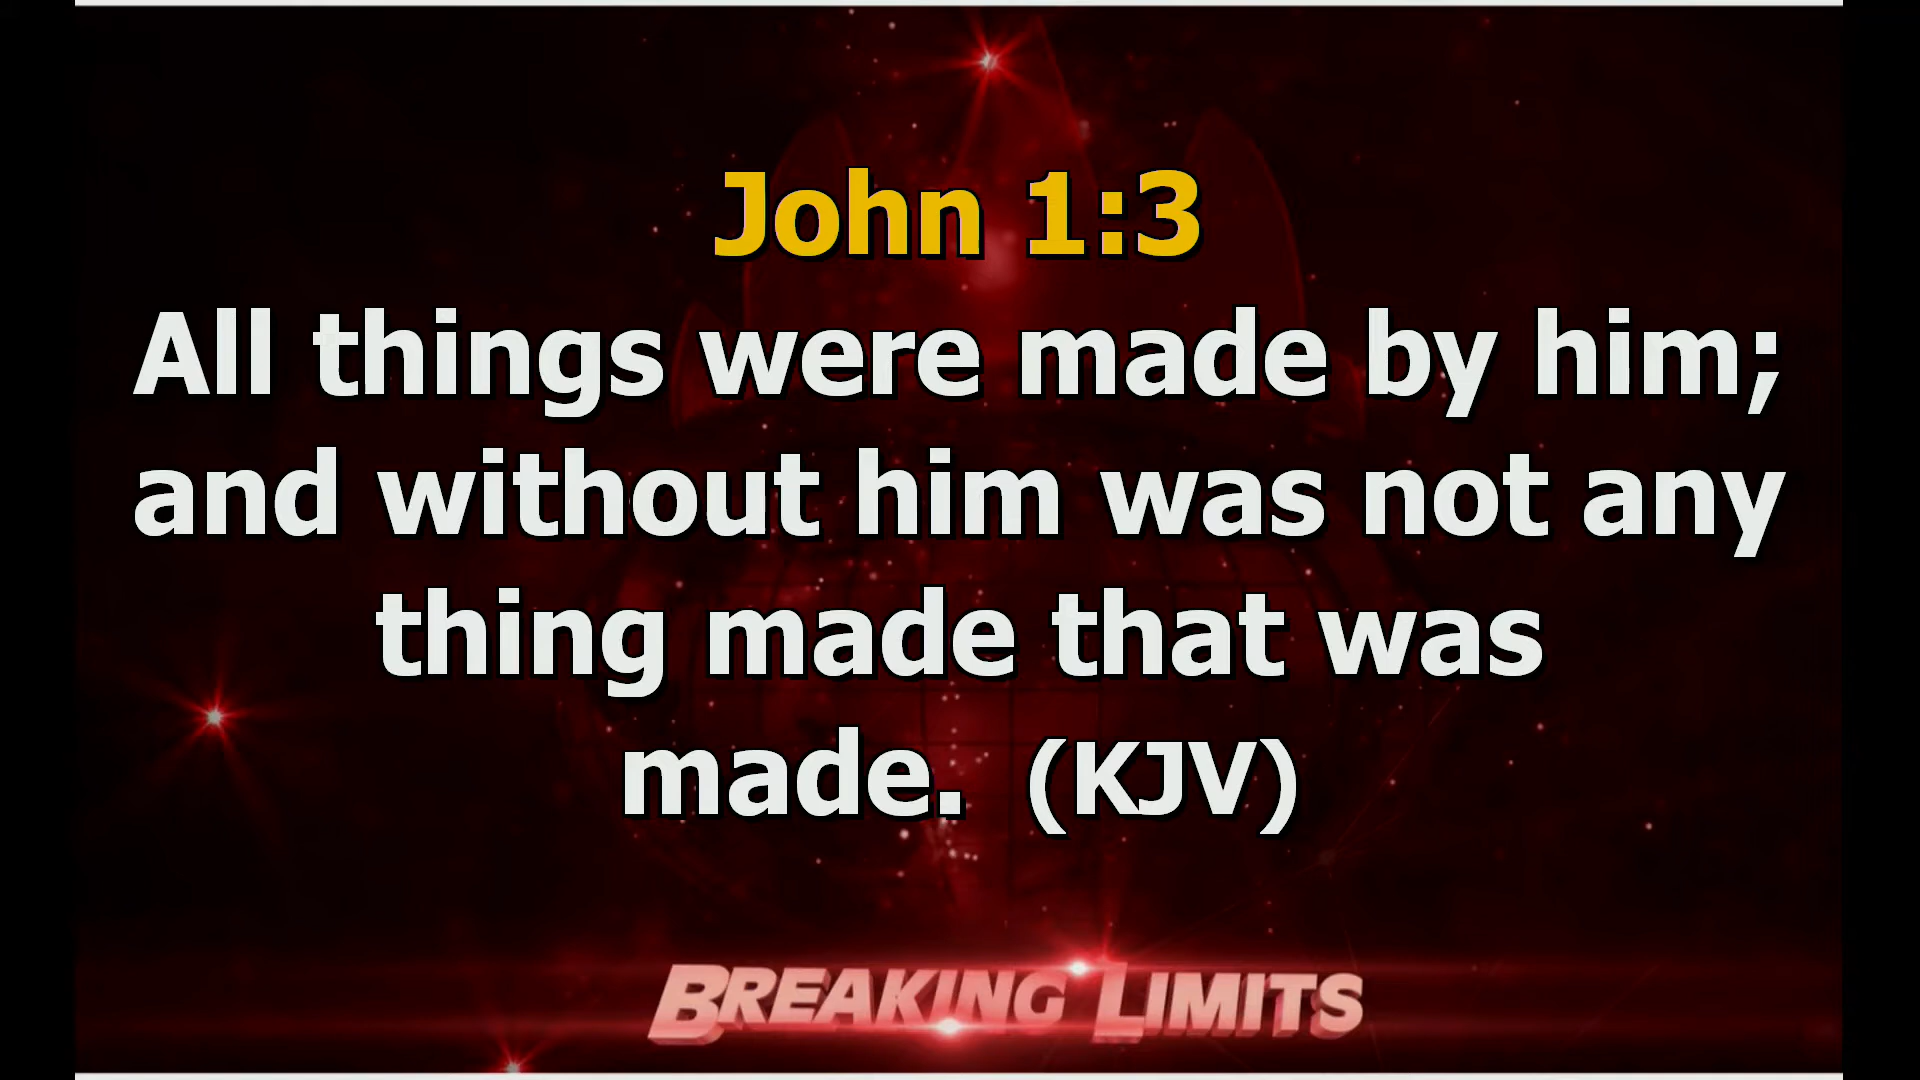 John 1:3
All things were made by him;
and without him was not any
thing made that was
made. (KJV)
BREAKING LIMITS